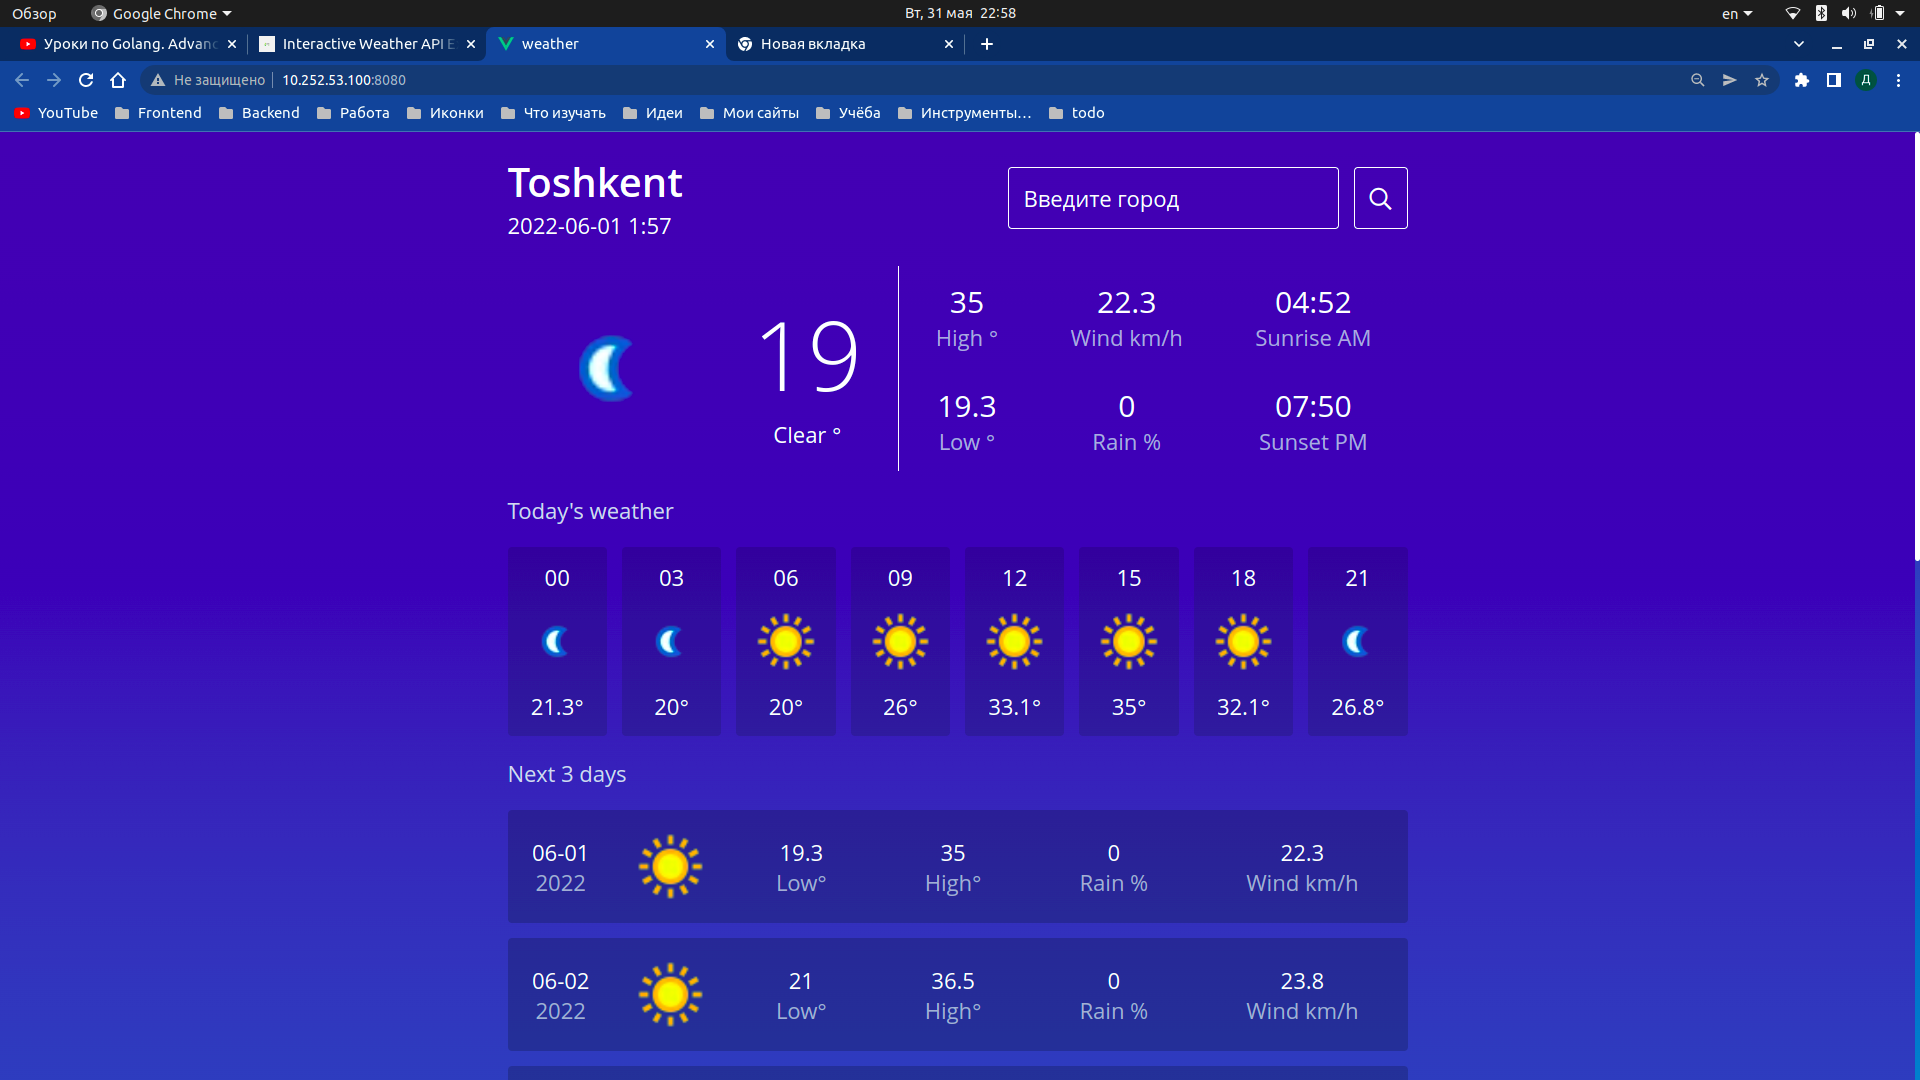 Обзор Google Chrome Вт, 31 мая 22:58 en
Уроки по Golang. Advanc Interactive Weather API E weather Новая вкладка
Не защищено 10.252.53.100:8080 Д
YouTube Frontend Backend Работа Иконки Что изучать Идеи Мои сайты Учёба Инструменты... todo
Toshkent
2022-06-01 1:57
Введите город
19
Clear °
35 22.3 04:52
High ° Wind km/h Sunrise AM
19.3 0 07:50
Low ° Rain % Sunset PM
Today's weather
00 03 06 09 12 15 18 21
21.3° 20° 20° 26° 33.1° 35° 32.1° 26.8°
Next 3 days
06-01 19.3 35 0 22.3
2022 Low° High° Rain % Wind km/h
06-02 21 36.5 0 23.8
2022 Low° High° Rain % Wind km/h